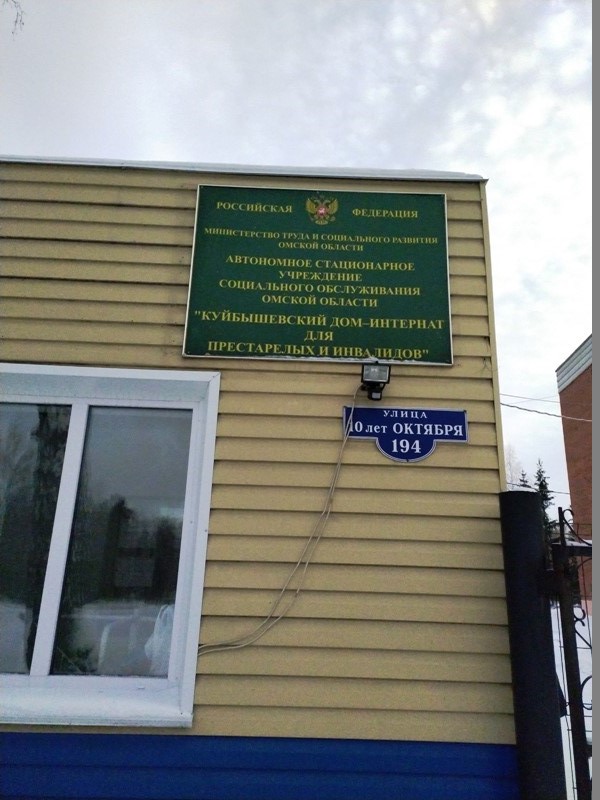 РОССИЙСКАЯ ФЕДЕРАЦИЯ
МИНИСТЕРСТВО ТРУДА И СОЦИАЛЬНОГО РАЗВИТИЯ
ОМСКОЙ ОБЛАСТИ
АВТОНОМНОЕ СТАЦИОНАРНОЕ
УЧРЕЖДЕНИЕ
СОЦИАЛЬНОГО ОБСЛУЖИВАНИЯ
ОМСКОЙ ОБЛАСТИ
"КУЙБЫШЕВСКИЙ ДОМ–ИНТЕРНАТ
ДЛЯ
ПРЕСТАРЕЛЫХ И ИНВАЛИДОВ"
УЛИЦА
10 лет ОКТЯБРЯ
194